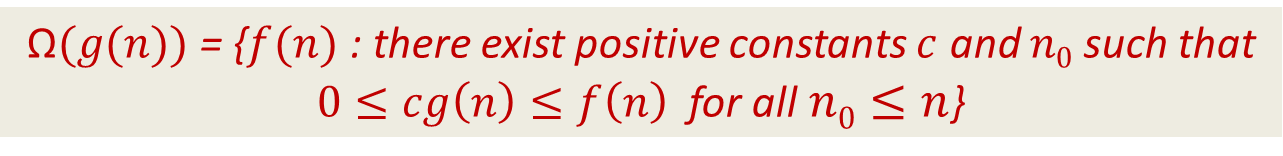 Ω(g(n)) = {f(n) : there exist positive constants c and n₀ such that
0 ≤ cg(n) ≤ f(n) for all n₀ ≤ n}